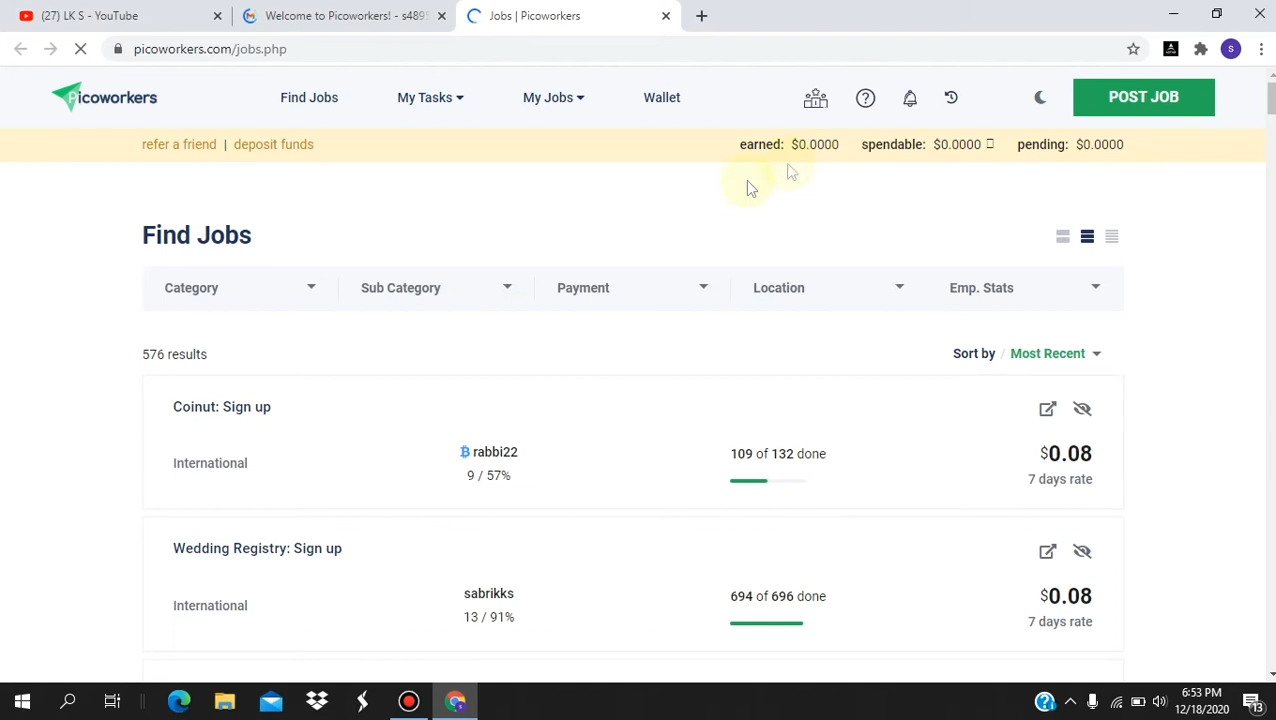 (27) LK S - YouTube
Welcome to Picoworkers! - s4895
Jobs | Picoworkers
picoworkers.com/jobs.php
S
Picoworkers
Find Jobs
My Tasks
My Jobs
Wallet
POST JOB
refer a friend | deposit funds
earned: $0.0000 spendable: $0.0000 pending: $0.0000
Find Jobs
Category
Sub Category
Payment
Location
Emp. Stats
576 results
Sort by / Most Recent
Coinut: Sign up
International
rabbi22
9 / 57%
109 of 132 done
$0.08
7 days rate
Wedding Registry: Sign up
International
sabrikks
13 / 91%
694 of 696 done
$0.08
7 days rate
6:53 PM
12/18/2020
13